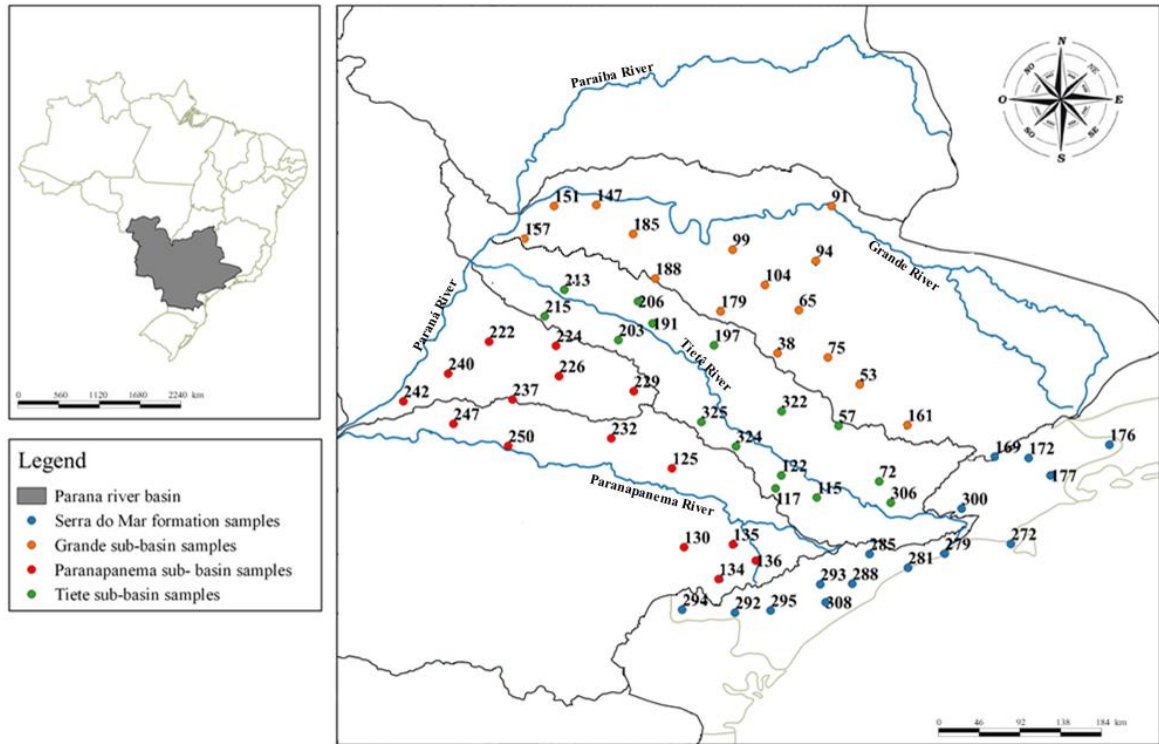 0 560 1120 1680 2240 km
Legend
Parana river basin
Serra do Mar formation samples
Grande sub-basin samples
Paranapanema sub- basin samples
Tiete sub-basin samples
N
NO NE
O E
SO SE
S
Paraíba River
151 147 91
157 185 99
94
Grande River
188 104
213 206 179 65
215 191
Paraná River
203 197
Tietê River
222 224 38 75
240 226 53
242 237 229
247 325 322 57 161
250 232 324
169 172 176
125 122 72 177
117 115 306
Paranapanema River
300
130 135 285 279 272
136 281
134 293 288
294 292 295 308
0 46 92 138 184 km